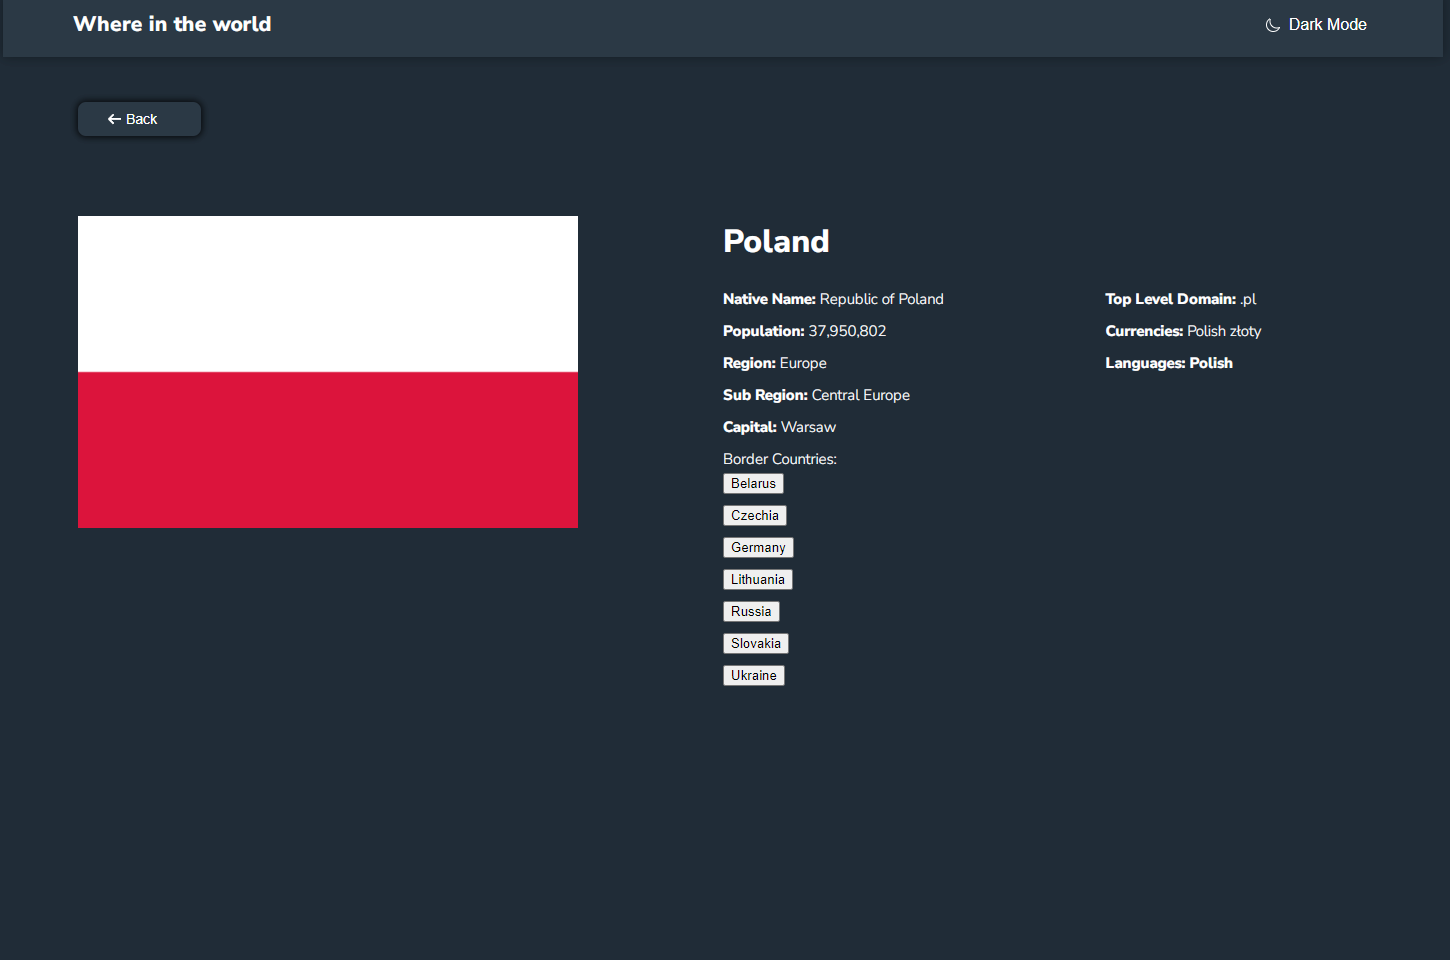 Where in the world
Dark Mode
Back
Poland
Native Name: Republic of Poland
Population: 37,950,802
Region: Europe
Sub Region: Central Europe
Capital: Warsaw
Top Level Domain: .pl
Currencies: Polish złoty
Languages: Polish
Border Countries:
Belarus
Czechia
Germany
Lithuania
Russia
Slovakia
Ukraine